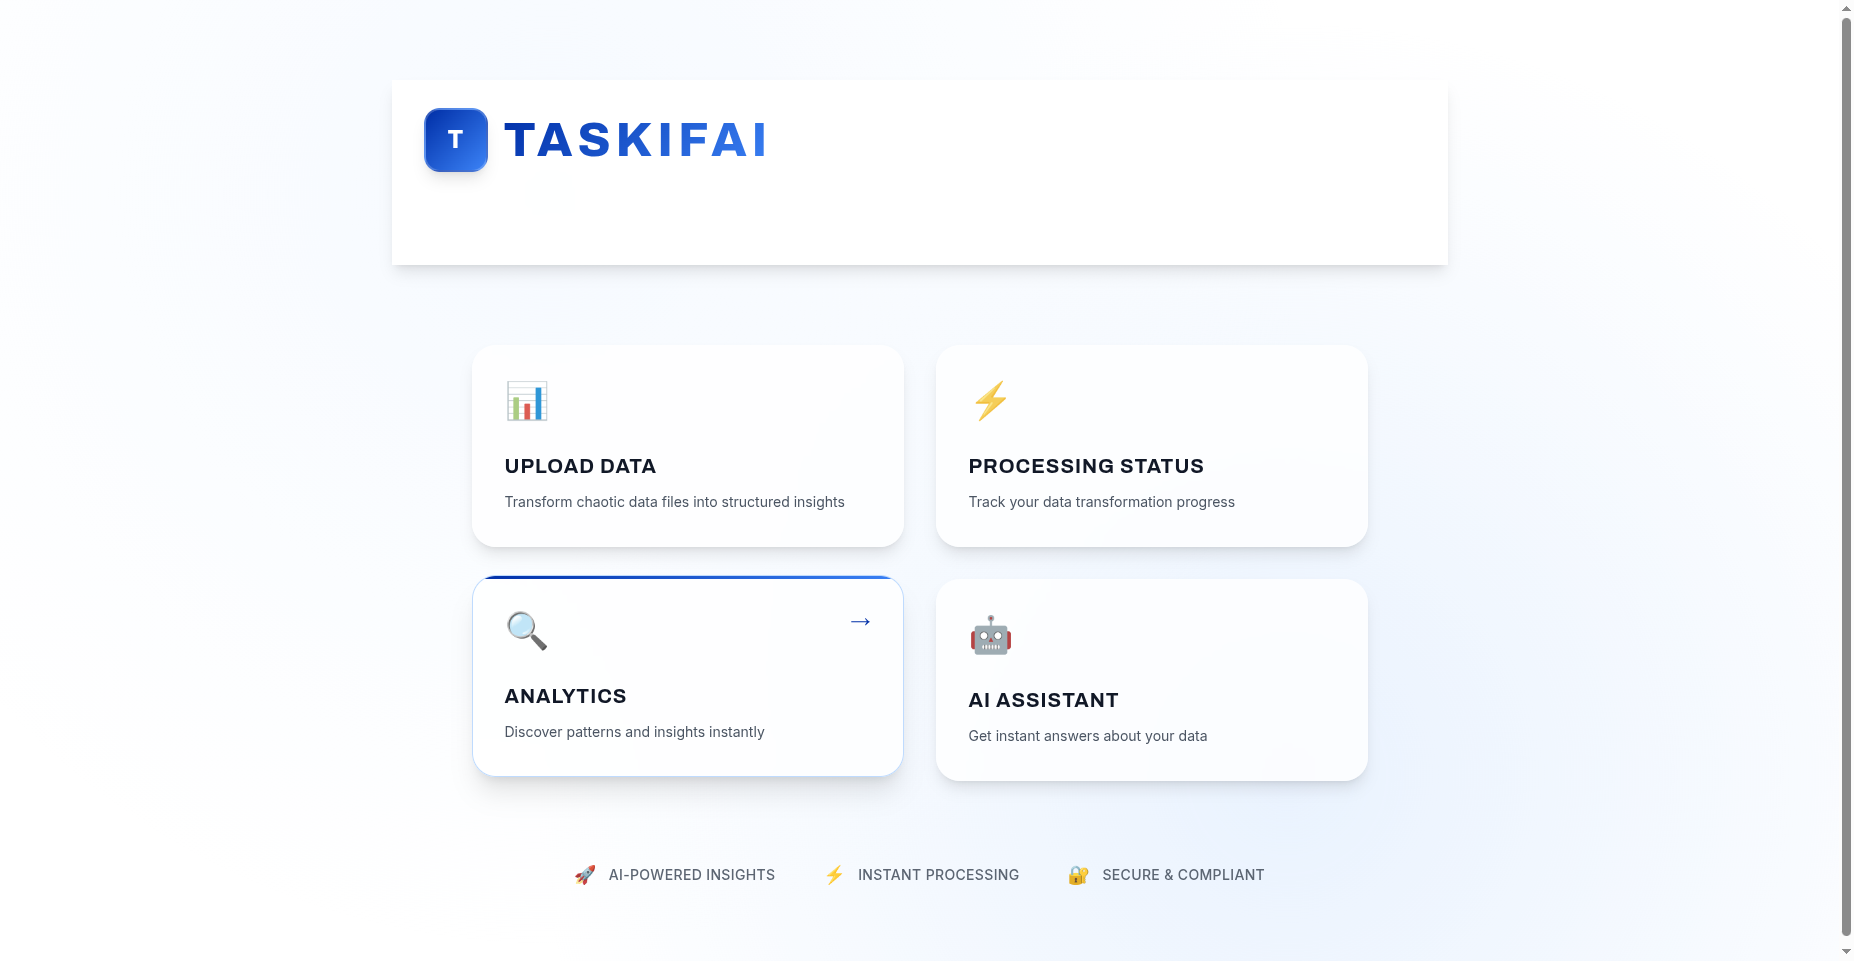 T TASKIFAI
UPLOAD DATA
Transform chaotic data files into structured insights
PROCESSING STATUS
Track your data transformation progress
→
ANALYTICS
Discover patterns and insights instantly
AI ASSISTANT
Get instant answers about your data
AI-POWERED INSIGHTS
INSTANT PROCESSING
SECURE & COMPLIANT